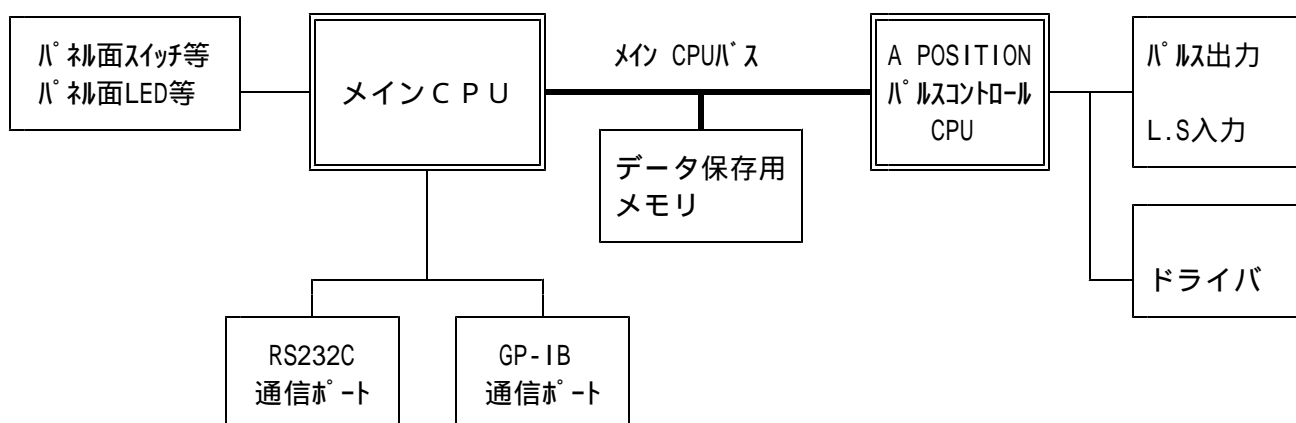 ﾊﾟﾈﾙ面ｽｲｯﾁ等
ﾊﾟﾈﾙ面LED等
メインＣＰＵ
ﾒｲﾝ CPUﾊﾞｽ
データ保存用
メモリ
A POSITION
ﾊﾟﾙｽｺﾝﾄﾛｰﾙ
CPU
ﾊﾟﾙｽ出力
L.S入力
ドライバ
RS232C
通信ﾎﾟｰﾄ
GP-IB
通信ﾎﾟｰﾄ